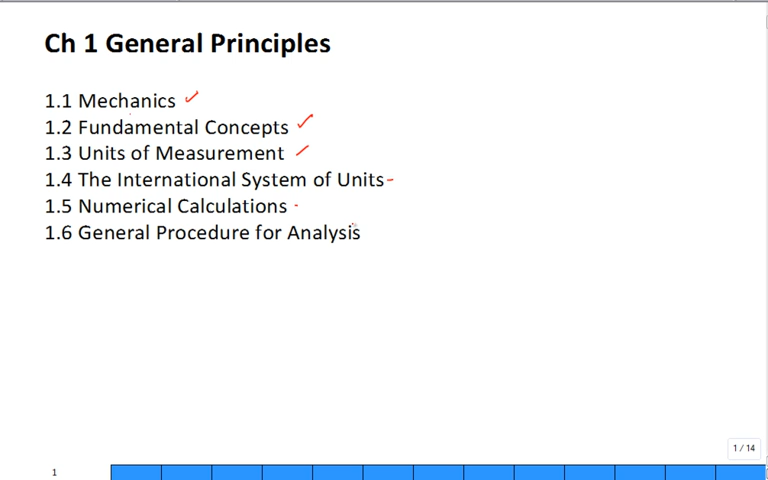 Ch 1 General Principles
1.1 Mechanics
1.2 Fundamental Concepts
1.3 Units of Measurement
1.4 The International System of Units
1.5 Numerical Calculations
1.6 General Procedure for Analysis
1 / 14
1